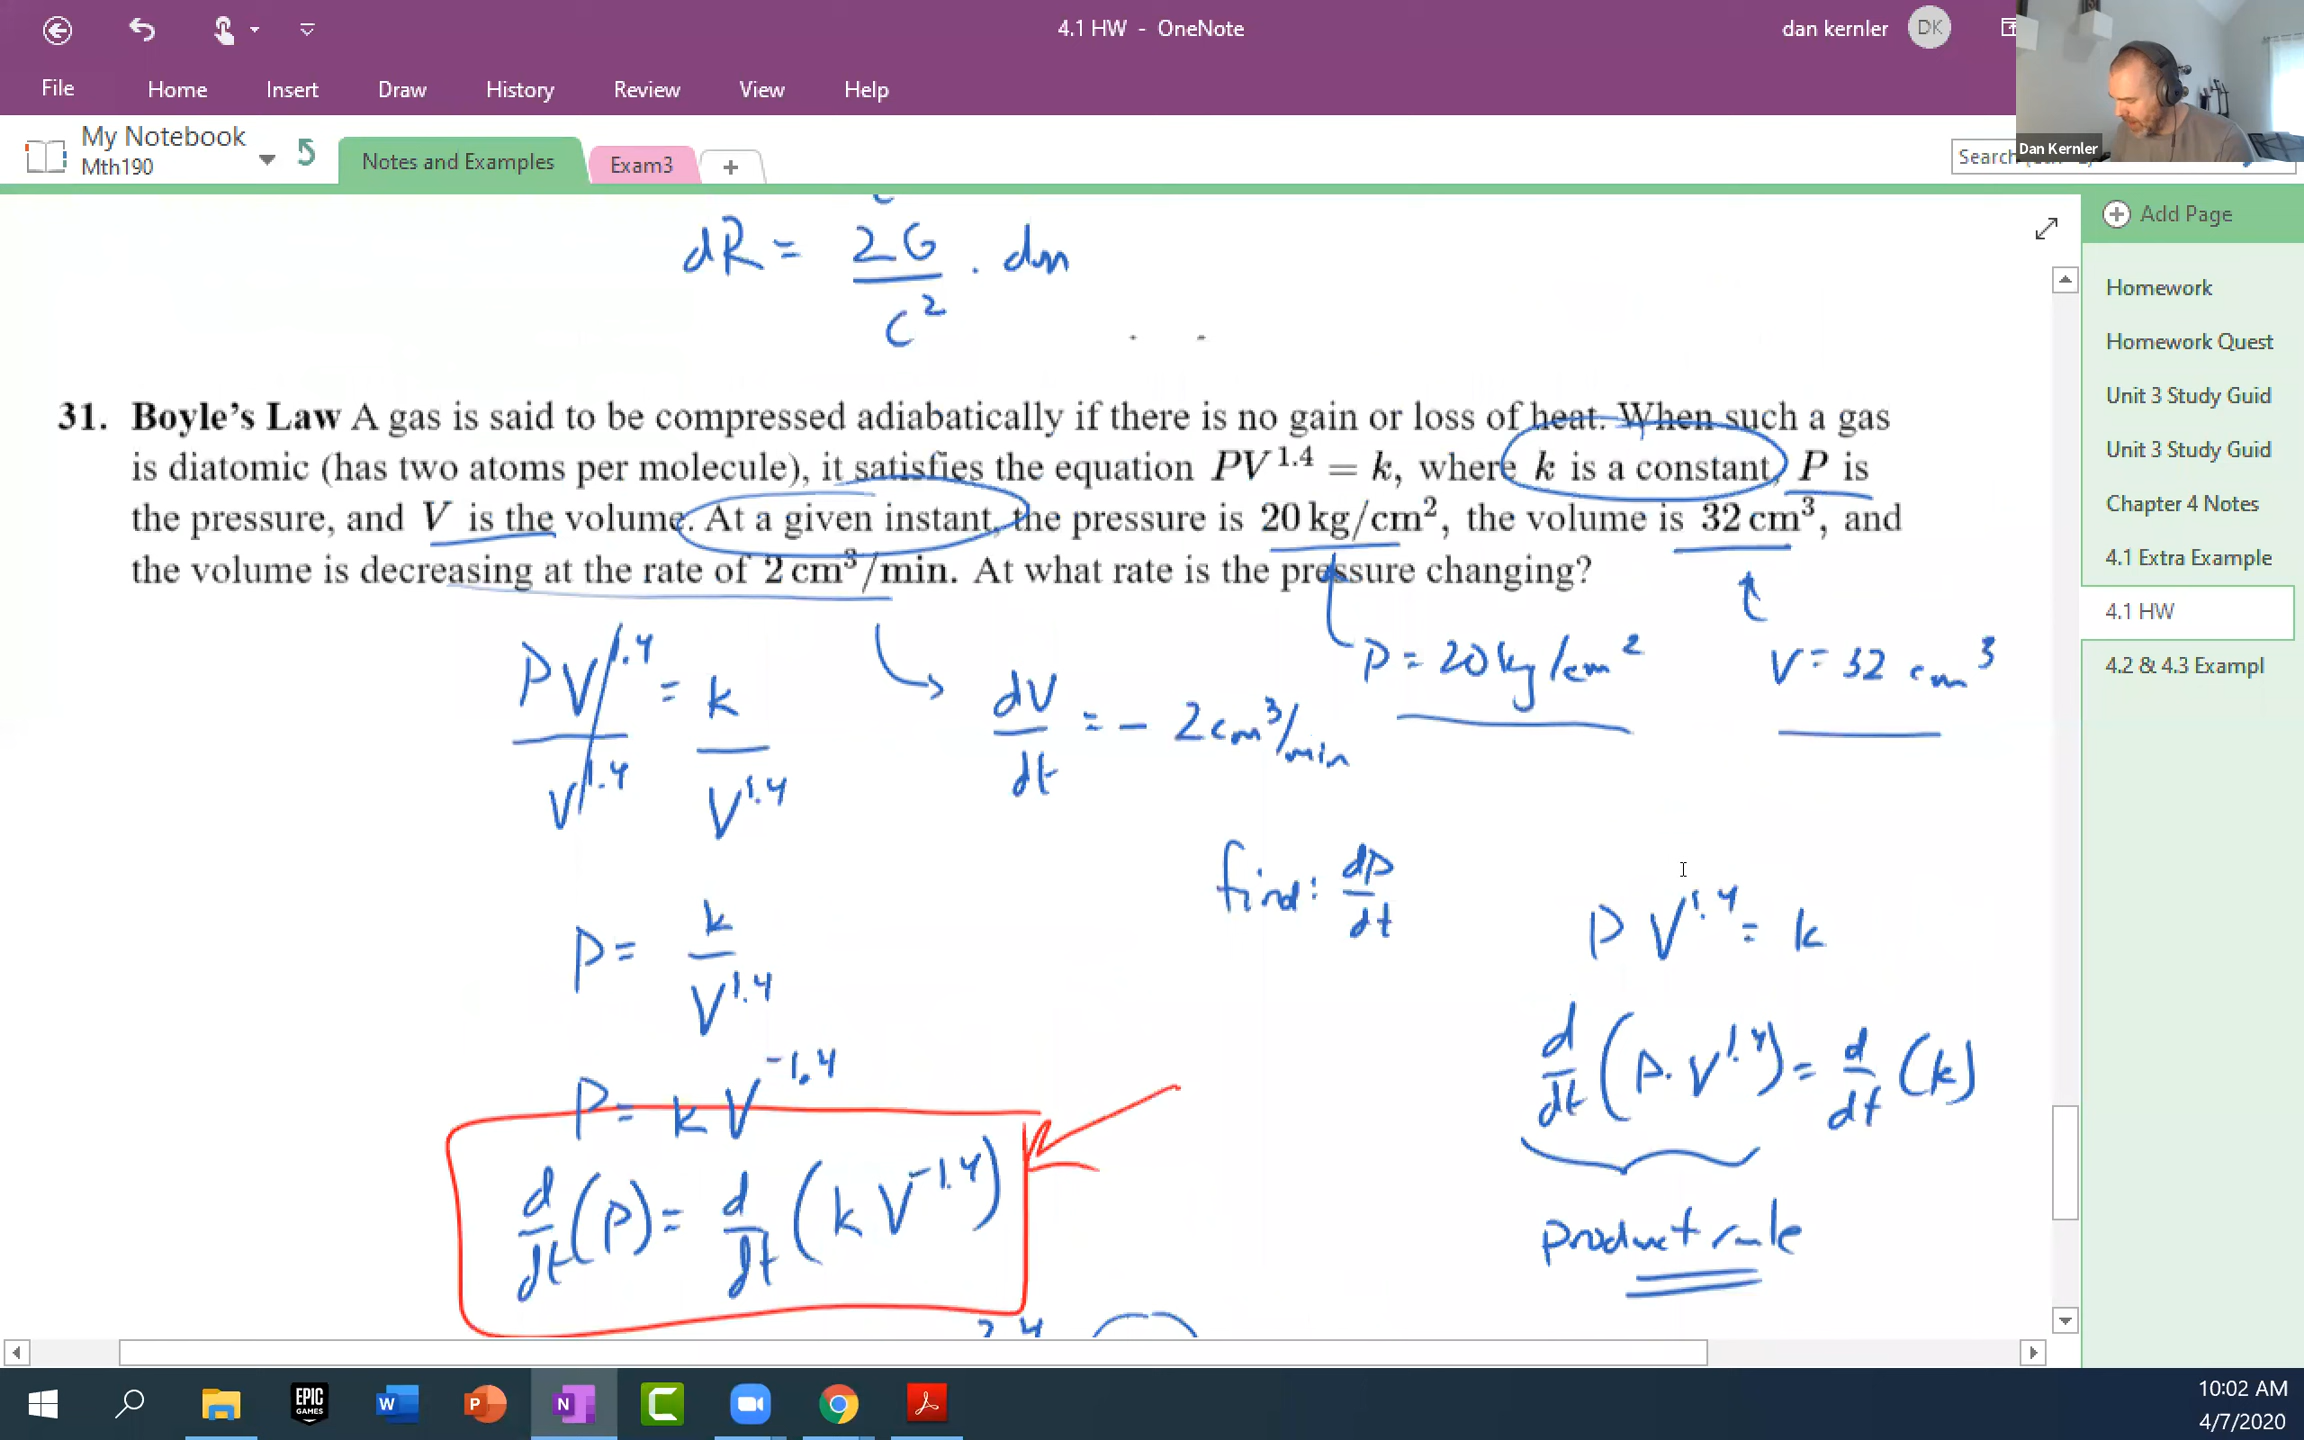 4.1 HW - OneNote
dan kernler
DK
File
Home
Insert
Draw
History
Review
View
Help
Dan Kernler
My Notebook
Mth190
Notes and Examples
Exam3
+
Search
Add Page
Homework
Homework Quest
Unit 3 Study Guid
Unit 3 Study Guid
Chapter 4 Notes
4.1 Extra Example
4.1 HW
4.2 & 4.3 Exampl
dR = 2G/c² · dm
31. Boyle's Law A gas is said to be compressed adiabatically if there is no gain or loss of heat. When such a gas
is diatomic (has two atoms per molecule), it satisfies the equation PV^1.4 = k, where k is a constant, P is
the pressure, and V is the volume. At a given instant, the pressure is 20 kg/cm², the volume is 32 cm³, and
the volume is decreasing at the rate of 2 cm³/min. At what rate is the pressure changing?
PV^1.4/V^1.4 = k/V^1.4
dV/dt = - 2 cm³/min
P = 20 kg/cm²
V = 32 cm³
find: dP/dt
P = k/V^1.4
P V^1.4 = k
P = k V^-1.4
d/dt (P · V^1.4) = d/dt (k)
d/dt (P) = d/dt (k V^-1.4)
product rule
EPIC
GAMES
W
P
N
10:02 AM
4/7/2020